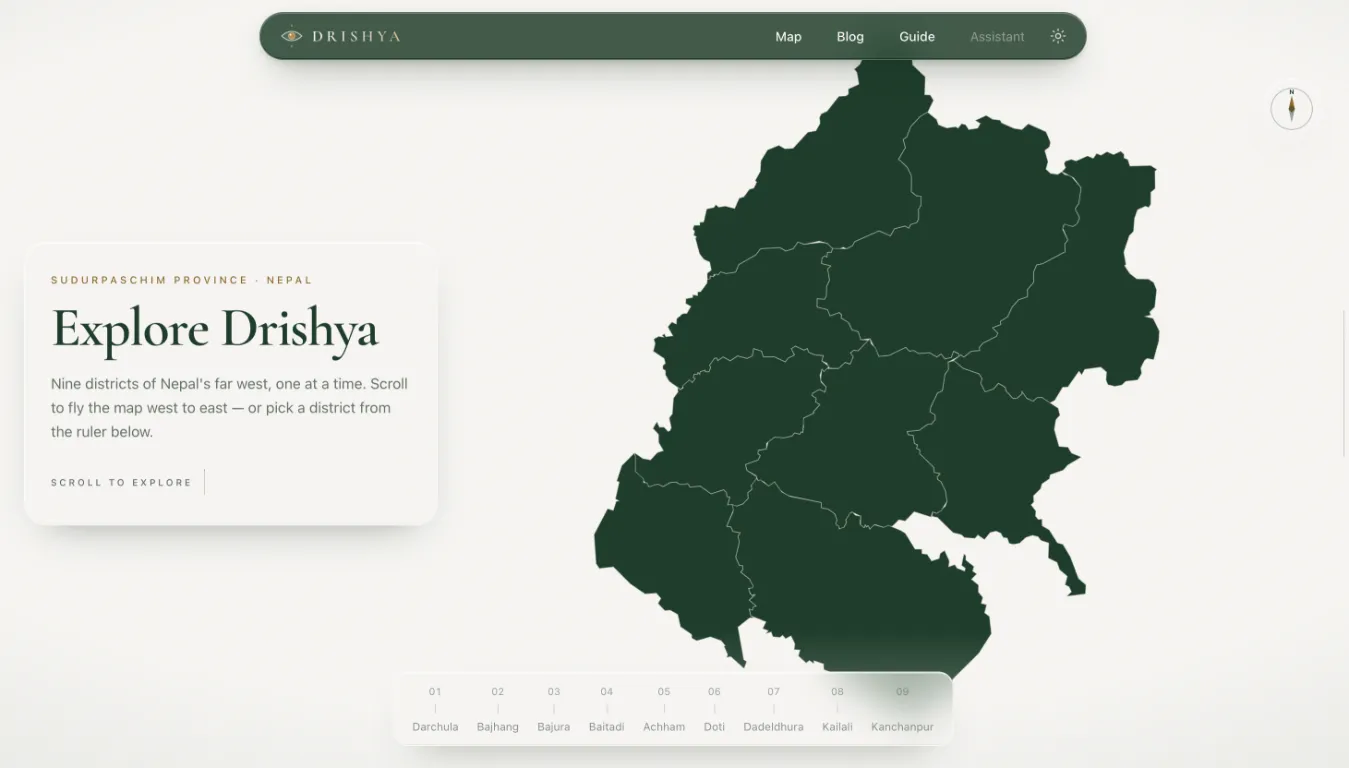 DRISHYA
Map Blog Guide Assistant
N
SUDURPASCHIM PROVINCE · NEPAL
Explore Drishya
Nine districts of Nepal's far west, one at a time. Scroll
to fly the map west to east — or pick a district from
the ruler below.
SCROLL TO EXPLORE
01 02 03 04 05 06 07 08 09
Darchula Bajhang Bajura Baitadi Achham Doti Dadeldhura Kailali Kanchanpur